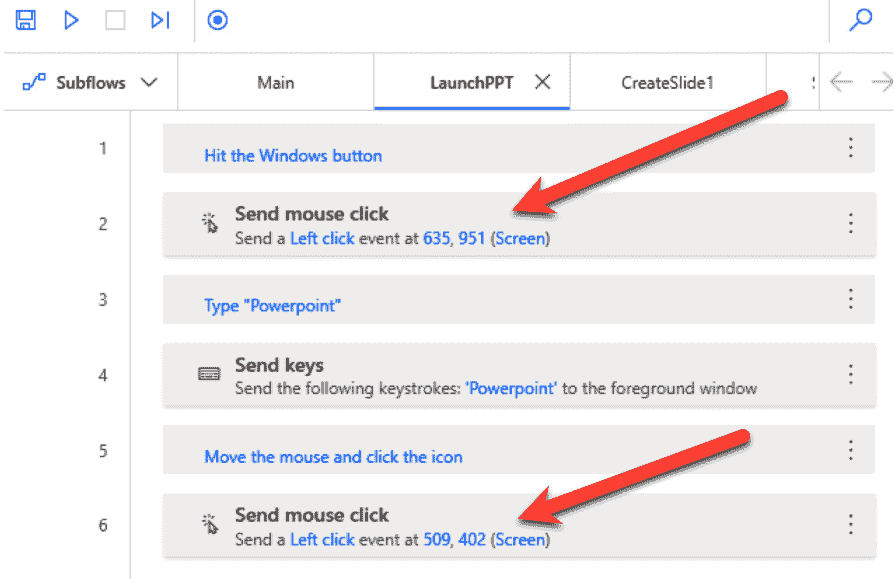 Subflows
Main
LaunchPPT
CreateSlide1
1
Hit the Windows button
2
Send mouse click
Send a Left click event at 635, 951 (Screen)
3
Type "Powerpoint"
4
Send keys
Send the following keystrokes: 'Powerpoint' to the foreground window
5
Move the mouse and click the icon
6
Send mouse click
Send a Left click event at 509, 402 (Screen)